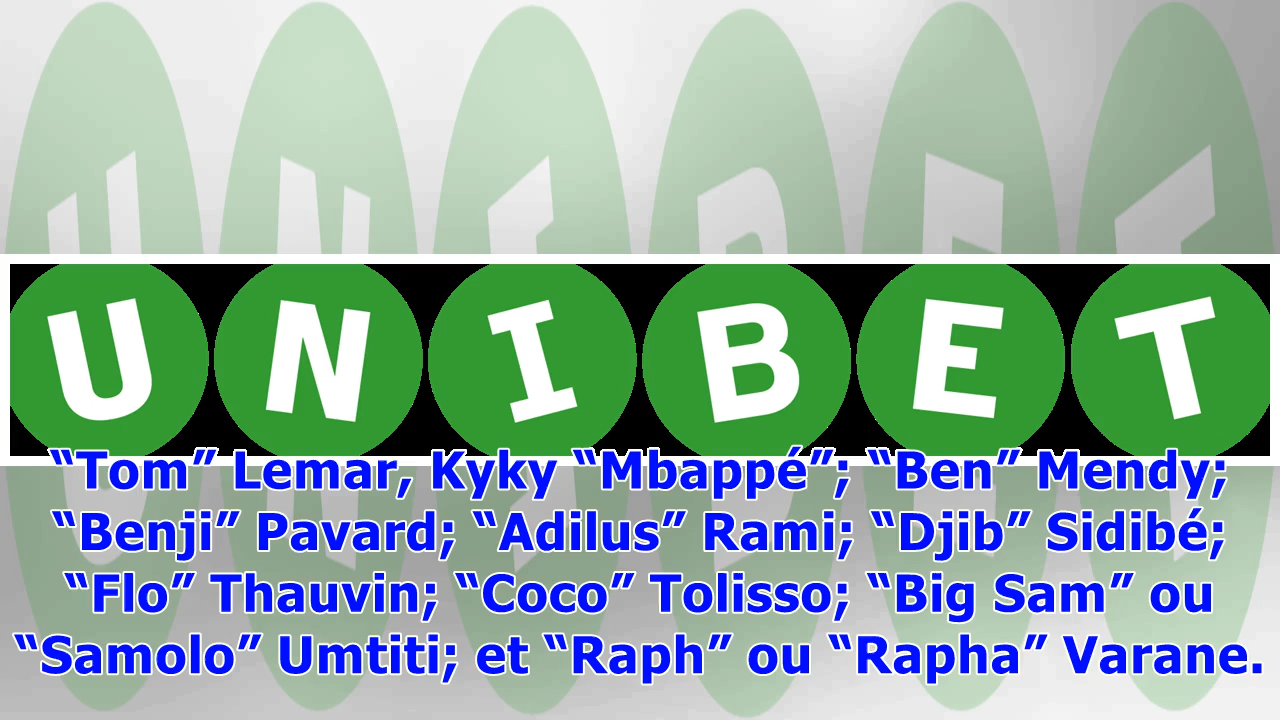 UNIBET
“Tom” Lemar, Kyky “Mbappé”; “Ben” Mendy;
“Benji” Pavard; “Adilus” Rami; “Djib” Sidibé;
“Flo” Thauvin; “Coco” Tolisso; “Big Sam” ou
“Samolo” Umtiti; et “Raph” ou “Rapha” Varane.